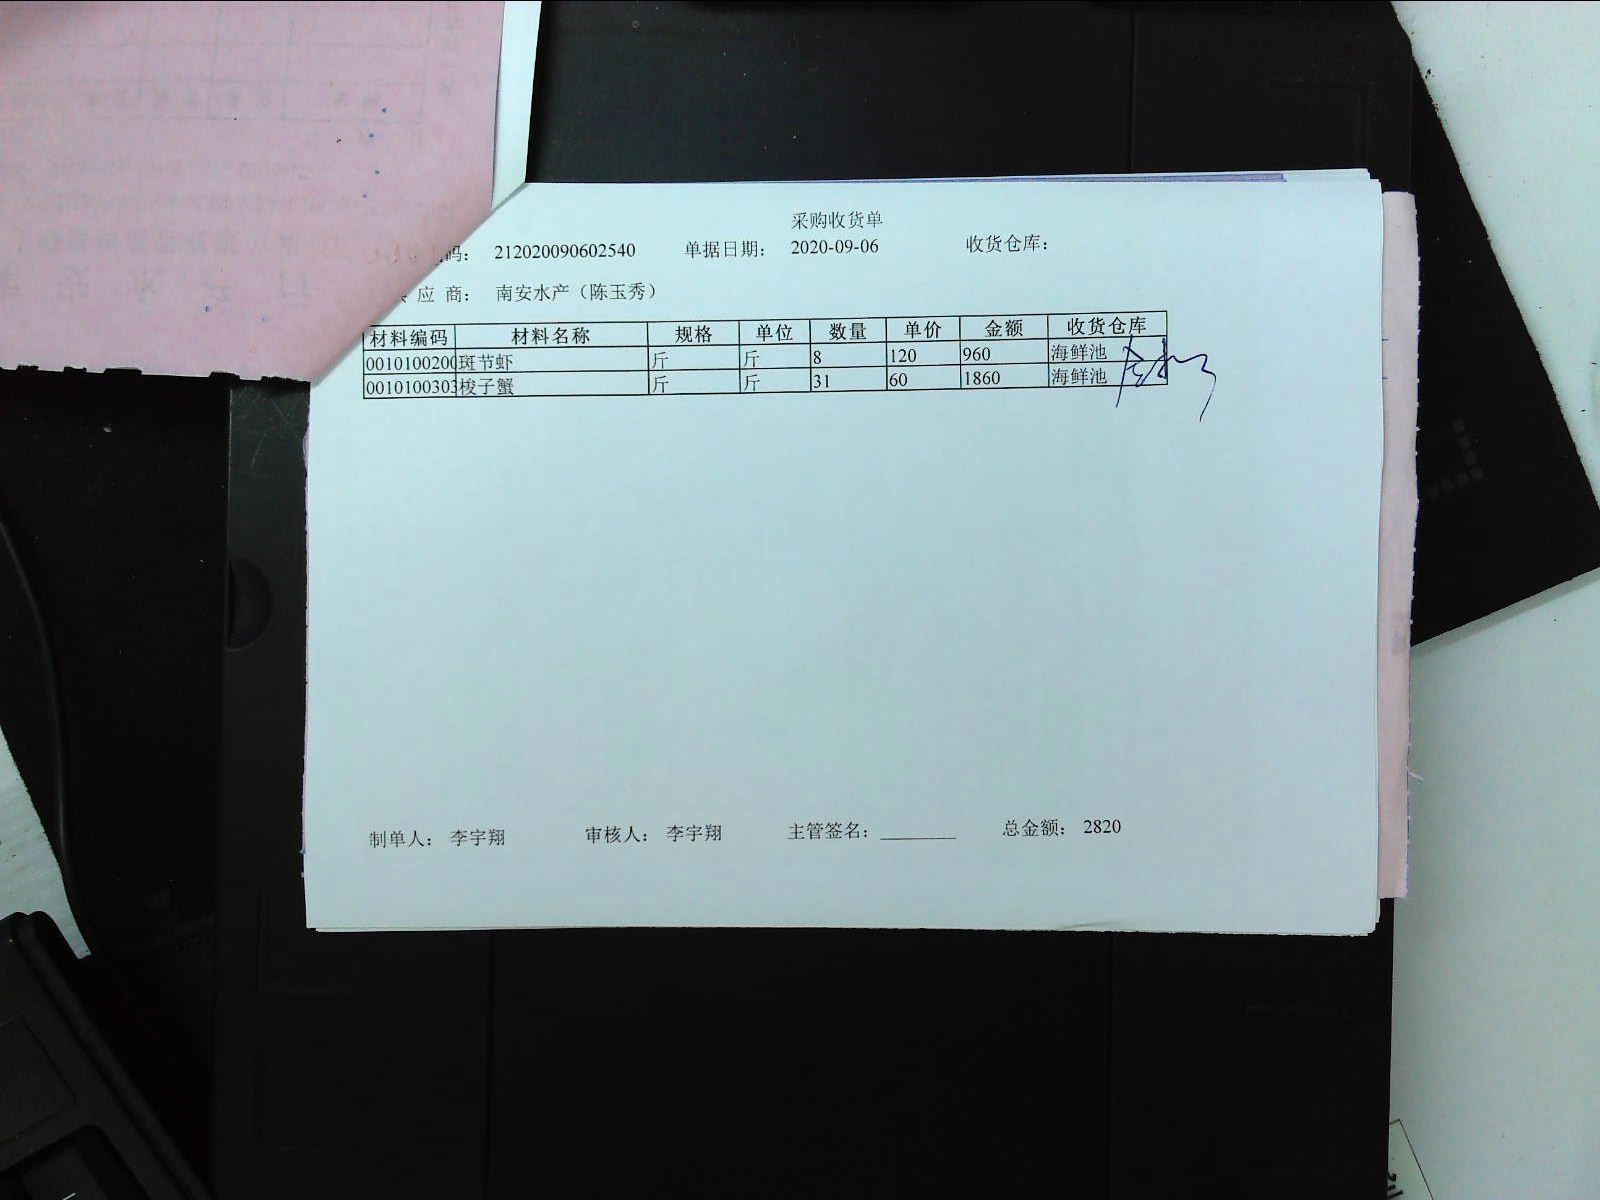 采购收货单
码： 212020090602540 单据日期： 2020-09-06 收货仓库：
应 商： 南安水产（陈玉秀）
材料编码 材料名称 规格 单位 数量 单价 金额 收货仓库
0010100200 斑节虾 斤 斤 8 120 960 海鲜池
0010100303 梭子蟹 斤 斤 31 60 1860 海鲜池
制单人： 李宇翔 审核人： 李宇翔 主管签名： 总金额： 2820